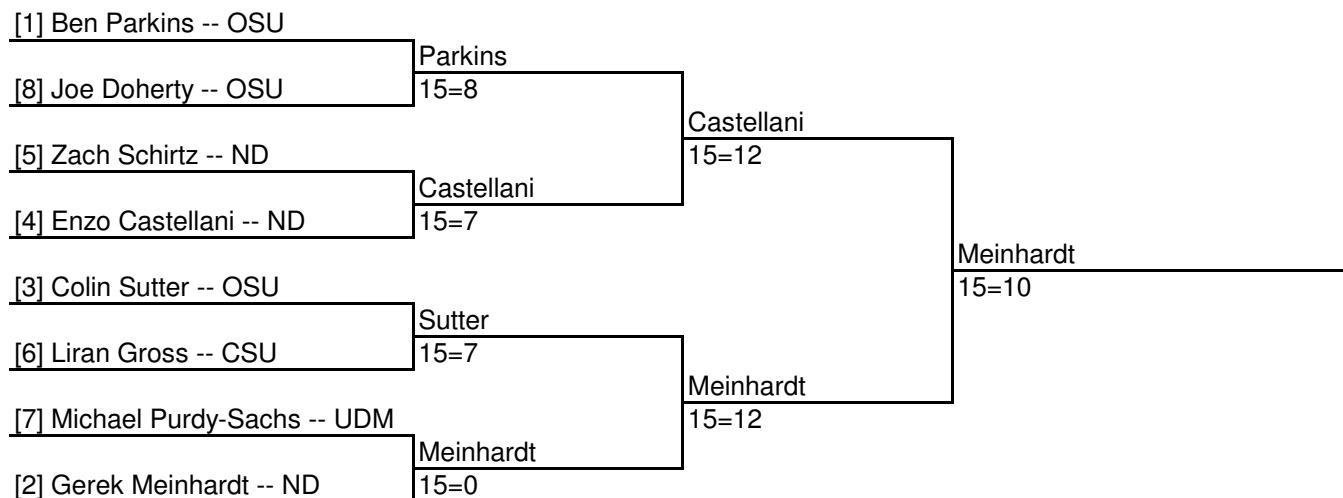 [1] Ben Parkins -- OSU
Parkins
[8] Joe Doherty -- OSU
15=8
Castellani
[5] Zach Schirtz -- ND
15=12
Castellani
[4] Enzo Castellani -- ND
15=7
Meinhardt
[3] Colin Sutter -- OSU
15=10
Sutter
[6] Liran Gross -- CSU
15=7
Meinhardt
[7] Michael Purdy-Sachs -- UDM
15=12
Meinhardt
[2] Gerek Meinhardt -- ND
15=0